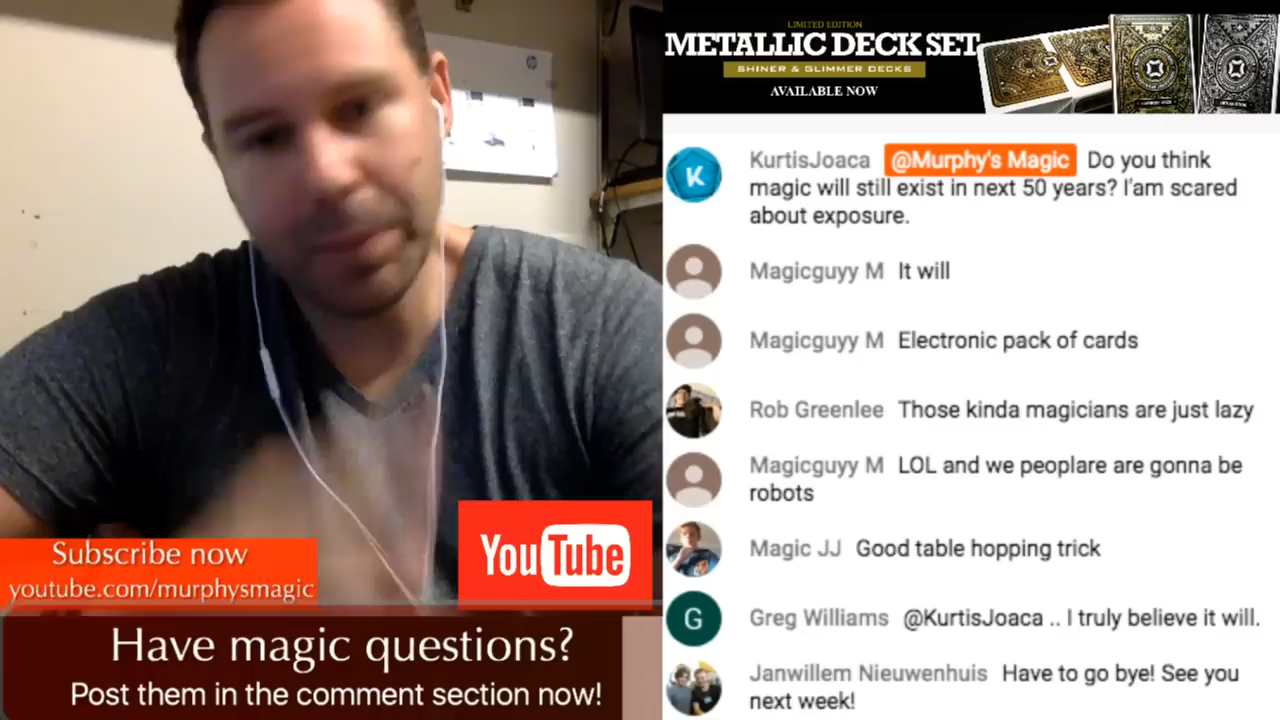 LIMITED EDITION
METALLIC DECK SET
SHINER & GLIMMER DECKS
AVAILABLE NOW
KurtisJoaca @Murphy's Magic Do you think
magic will still exist in next 50 years? I'am scared
about exposure.
K
Magicguyy M It will
Magicguyy M Electronic pack of cards
Rob Greenlee Those kinda magicians are just lazy
Magicguyy M LOL and we peoplare are gonna be
robots
Magic JJ Good table hopping trick
G
Greg Williams @KurtisJoaca .. I truly believe it will.
Janwillem Nieuwenhuis Have to go bye! See you
next week!
YouTube
Subscribe now
youtube.com/murphysmagic
Have magic questions?
Post them in the comment section now!